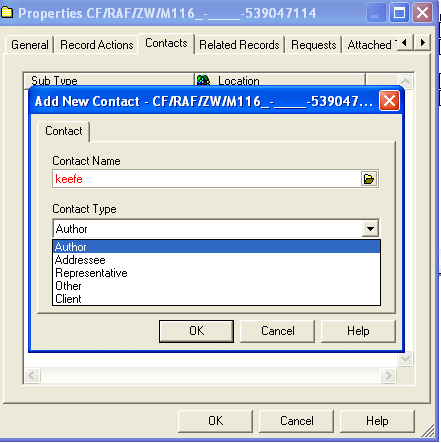 Properties CF/RAF/ZW/M116_-____-539047114
General Record Actions Contacts Related Records Requests Attached
Sub Type Location
Add New Contact - CF/RAF/ZW/M116_-____-539047...
Contact
Contact Name
keefe
Contact Type
Author
Author
Addressee
Representative
Other
Client
OK Cancel Help
OK Cancel Help